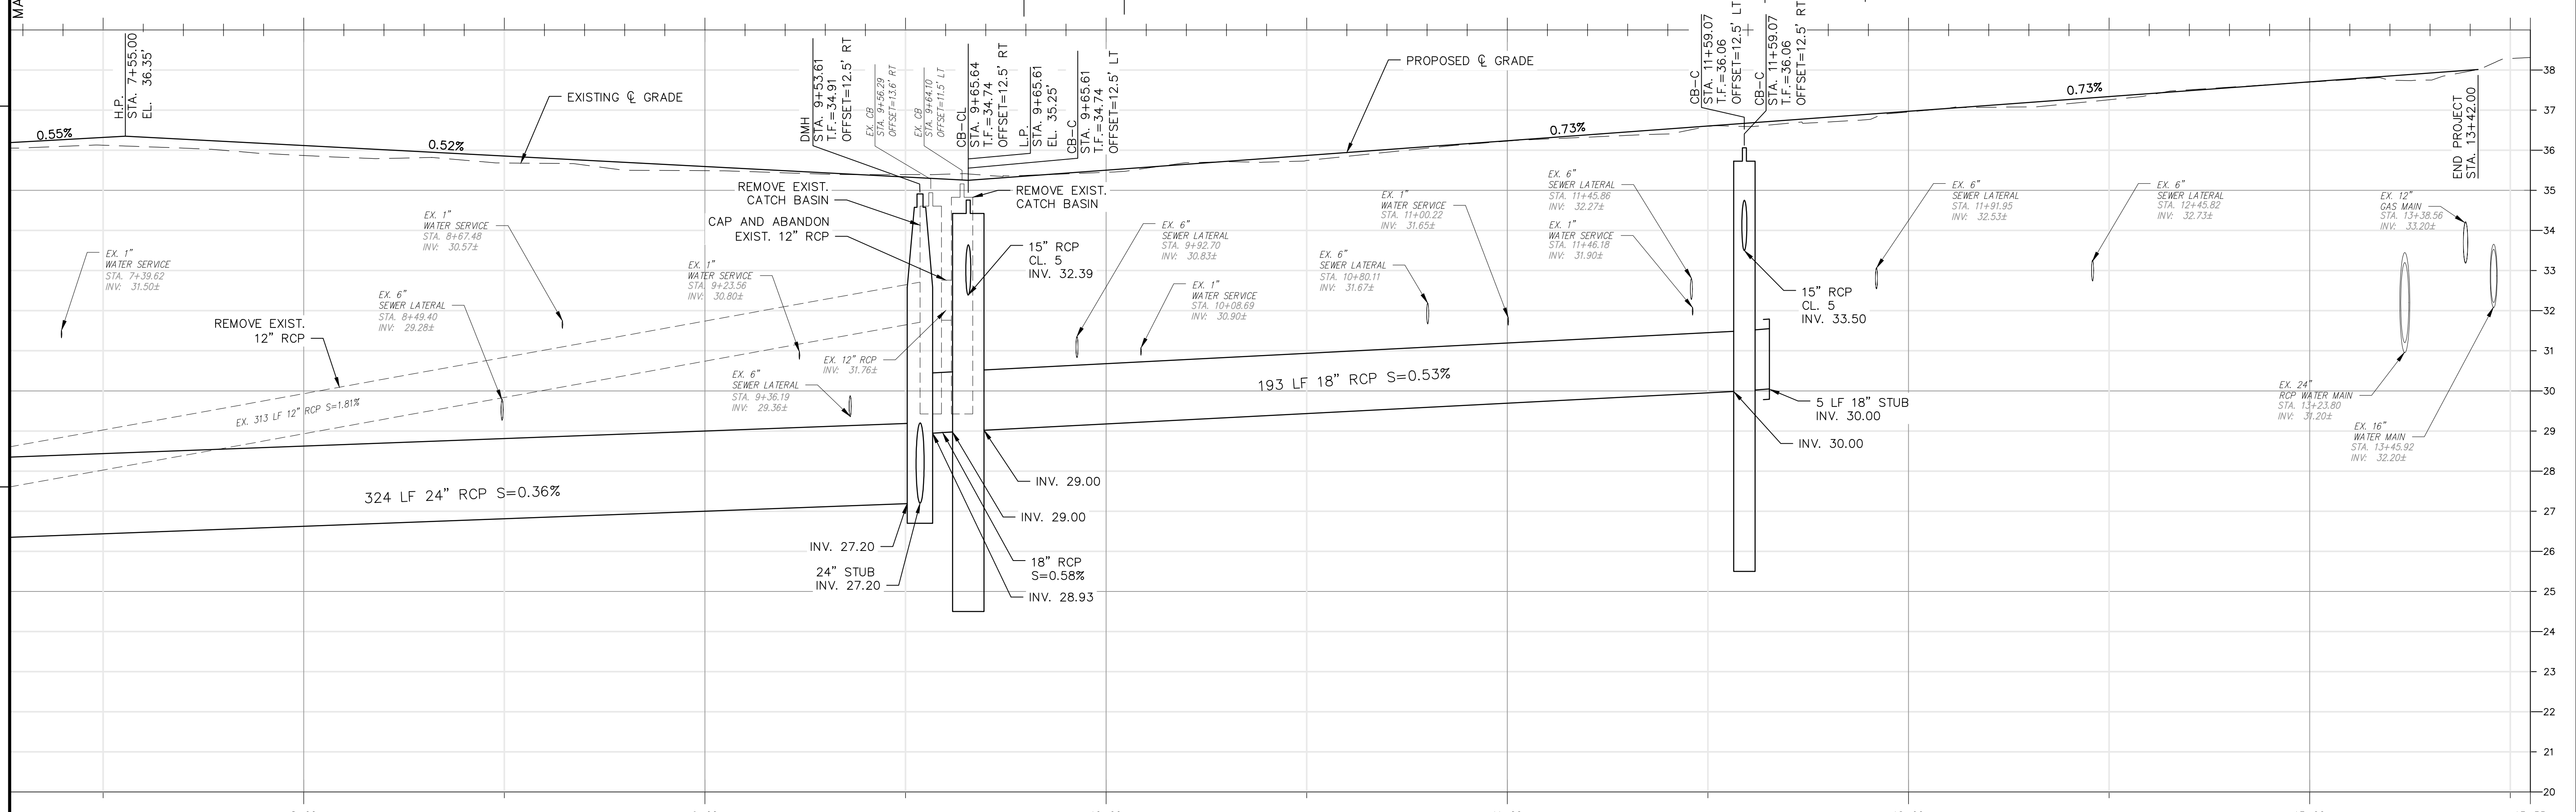 MA
H.P.
STA. 7+55.00
EL. 36.35'
0.55%
EXISTING ℄ GRADE
0.52%
DMH
STA. 9+53.61
T.F.=34.91
OFFSET=12.5' RT
EX. CB
STA. 9+56.29
OFFSET=13.6' RT
EX. CB
STA. 9+64.10
OFFSET=11.5' LT
CB-CL
STA. 9+65.64
T.F.=34.74
OFFSET=12.5' RT
L.P.
STA. 9+65.61
EL. 35.25'
CB-C
STA. 9+65.61
T.F.=34.74
OFFSET=12.5' LT
PROPOSED ℄ GRADE
0.73%
CB-C
STA. 11+59.07
T.F.=36.06
OFFSET=12.5' LT
CB-C
STA. 11+59.07
T.F.=36.06
OFFSET=12.5' RT
0.73%
END PROJECT
STA. 13+42.00
EX. 1"
WATER SERVICE
STA. 7+39.62
INV: 31.50±
REMOVE EXIST.
12" RCP
EX. 313 LF 12" RCP S=1.81%
EX. 6"
SEWER LATERAL
STA. 8+49.40
INV: 29.28±
EX. 1"
WATER SERVICE
STA. 8+67.48
INV: 30.57±
324 LF 24" RCP S=0.36%
REMOVE EXIST.
CATCH BASIN
CAP AND ABANDON
EXIST. 12" RCP
EX. 1"
WATER SERVICE
STA. 9+23.56
INV: 30.80±
EX. 12" RCP
INV: 31.76±
EX. 6"
SEWER LATERAL
STA. 9+36.19
INV: 29.36±
INV. 27.20
24" STUB
INV. 27.20
REMOVE EXIST.
CATCH BASIN
15" RCP
CL. 5
INV. 32.39
INV. 29.00
INV. 29.00
18" RCP
S=0.58%
INV. 28.93
EX. 6"
SEWER LATERAL
STA. 9+92.70
INV: 30.83±
EX. 1"
WATER SERVICE
STA. 10+08.69
INV: 30.90±
193 LF 18" RCP S=0.53%
EX. 6"
SEWER LATERAL
STA. 10+80.11
INV: 31.67±
EX. 1"
WATER SERVICE
STA. 11+00.22
INV: 31.65±
EX. 6"
SEWER LATERAL
STA. 11+45.86
INV: 32.27±
EX. 1"
WATER SERVICE
STA. 11+46.18
INV: 31.90±
15" RCP
CL. 5
INV. 33.50
5 LF 18" STUB
INV. 30.00
INV. 30.00
EX. 6"
SEWER LATERAL
STA. 11+91.95
INV: 32.53±
EX. 6"
SEWER LATERAL
STA. 12+45.82
INV: 32.73±
EX. 12"
GAS MAIN
STA. 13+38.56
INV: 33.20±
EX. 24"
RCP WATER MAIN
STA. 13+23.80
INV: 31.20±
EX. 16"
WATER MAIN
STA. 13+45.92
INV: 32.20±
38
37
36
35
34
33
32
31
30
29
28
27
26
25
24
23
22
21
20